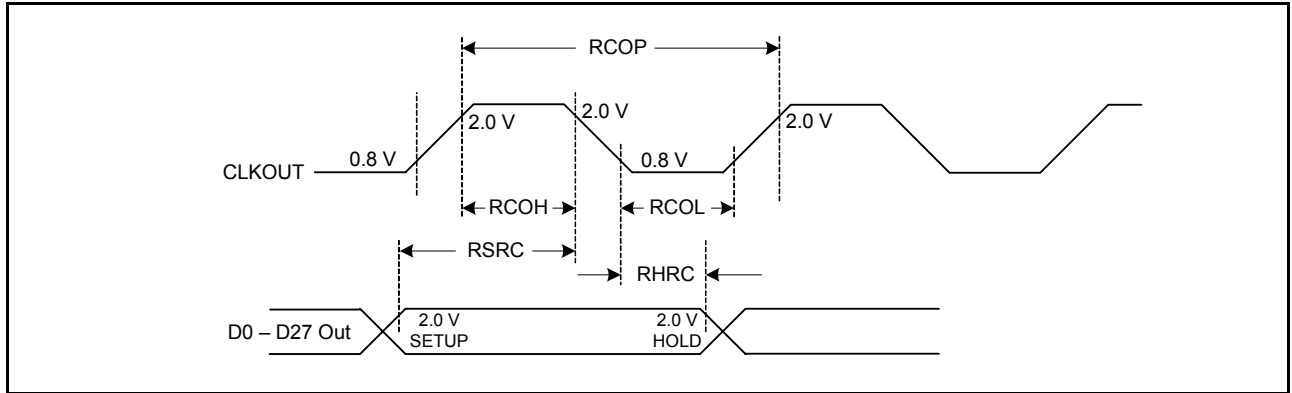 RCOP
2.0 V
2.0 V
2.0 V
0.8 V
0.8 V
CLKOUT
RCOH
RCOL
RSRC
RHRC
D0 – D27 Out
2.0 V
SETUP
2.0 V
HOLD